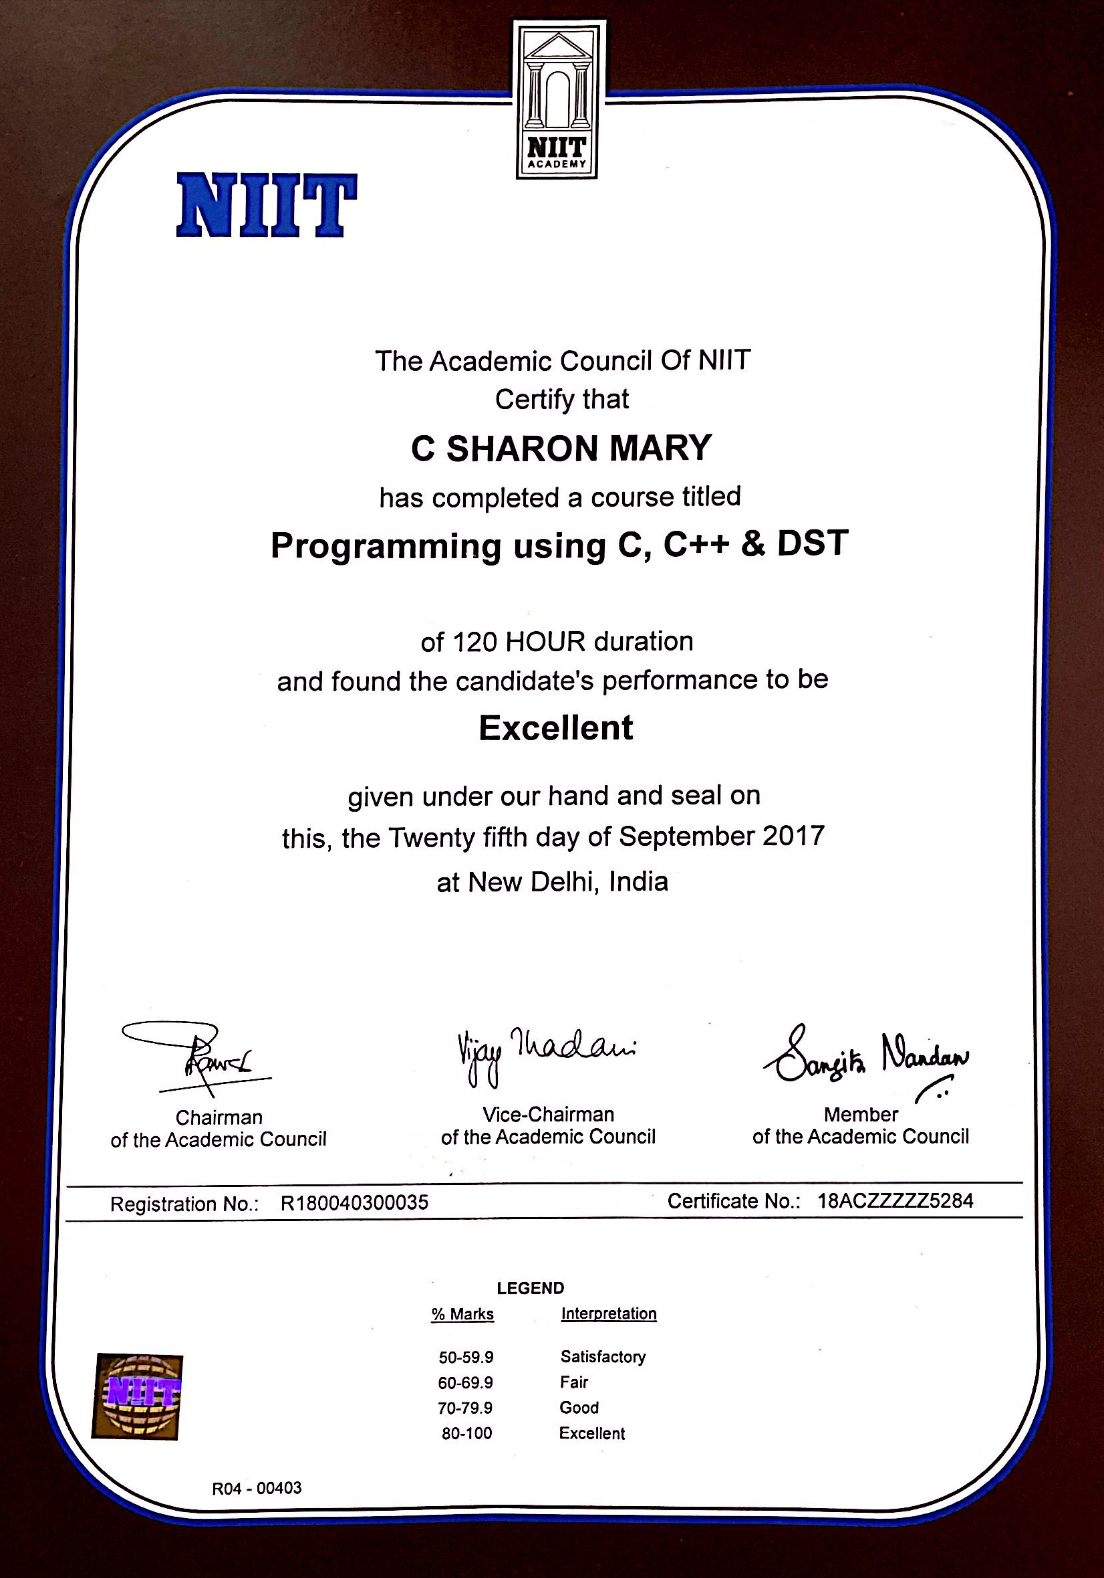 NIIT
ACADEMY
NIIT
The Academic Council Of NIIT
Certify that
C SHARON MARY
has completed a course titled
Programming using C, C++ & DST
of 120 HOUR duration
and found the candidate's performance to be
Excellent
given under our hand and seal on
this, the Twenty fifth day of September 2017
at New Delhi, India
Vijay Thadani
Sangita Nandan
Chairman
of the Academic Council
Vice-Chairman
of the Academic Council
Member
of the Academic Council
Registration No.: R180040300035
Certificate No.: 18ACZZZZZ5284
LEGEND
% Marks Interpretation
50-59.9 Satisfactory
60-69.9 Fair
70-79.9 Good
80-100 Excellent
NIIT
R04 - 00403